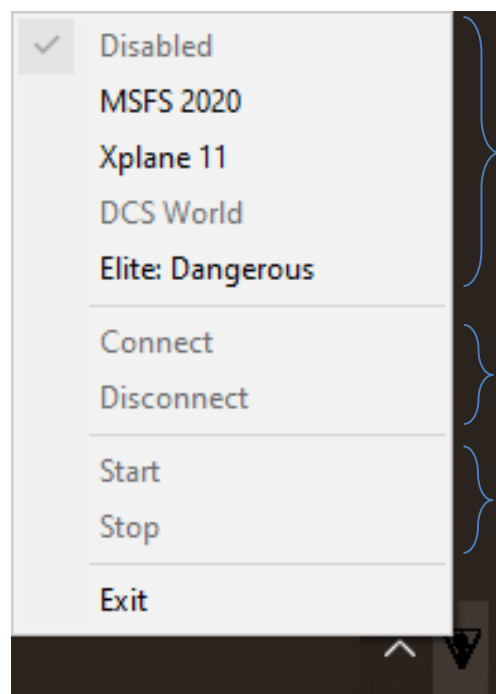 Disabled
MSFS 2020
Xplane 11
DCS World
Elite: Dangerous
Connect
Disconnect
Start
Stop
Exit